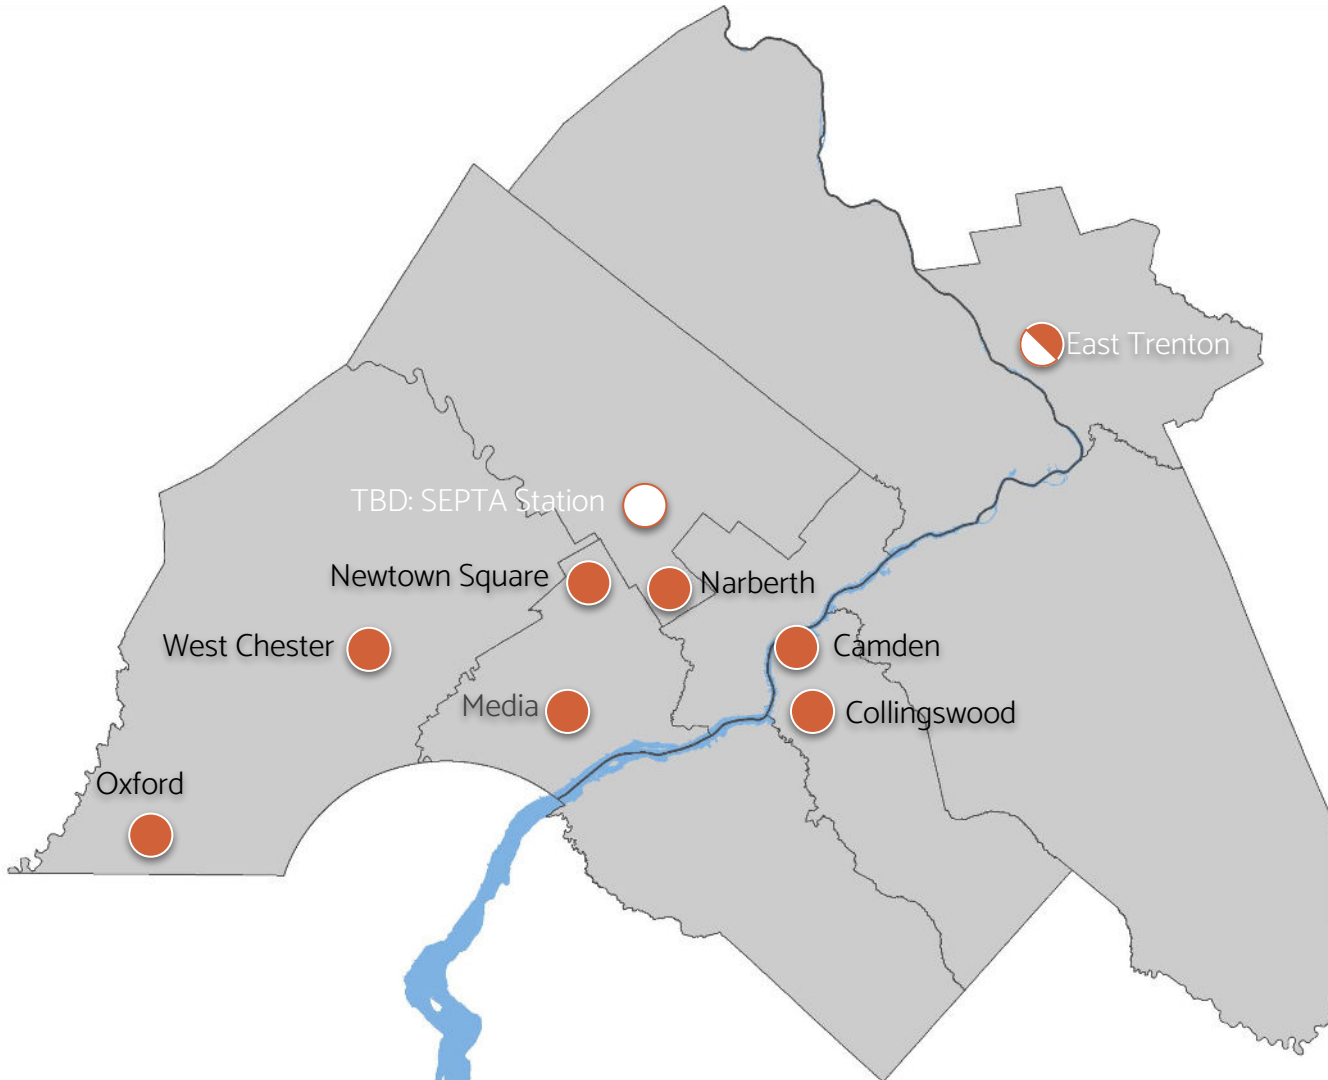 East Trenton
TBD: SEPTA Station
Newtown Square
Narberth
West Chester
Camden
Media
Collingswood
Oxford